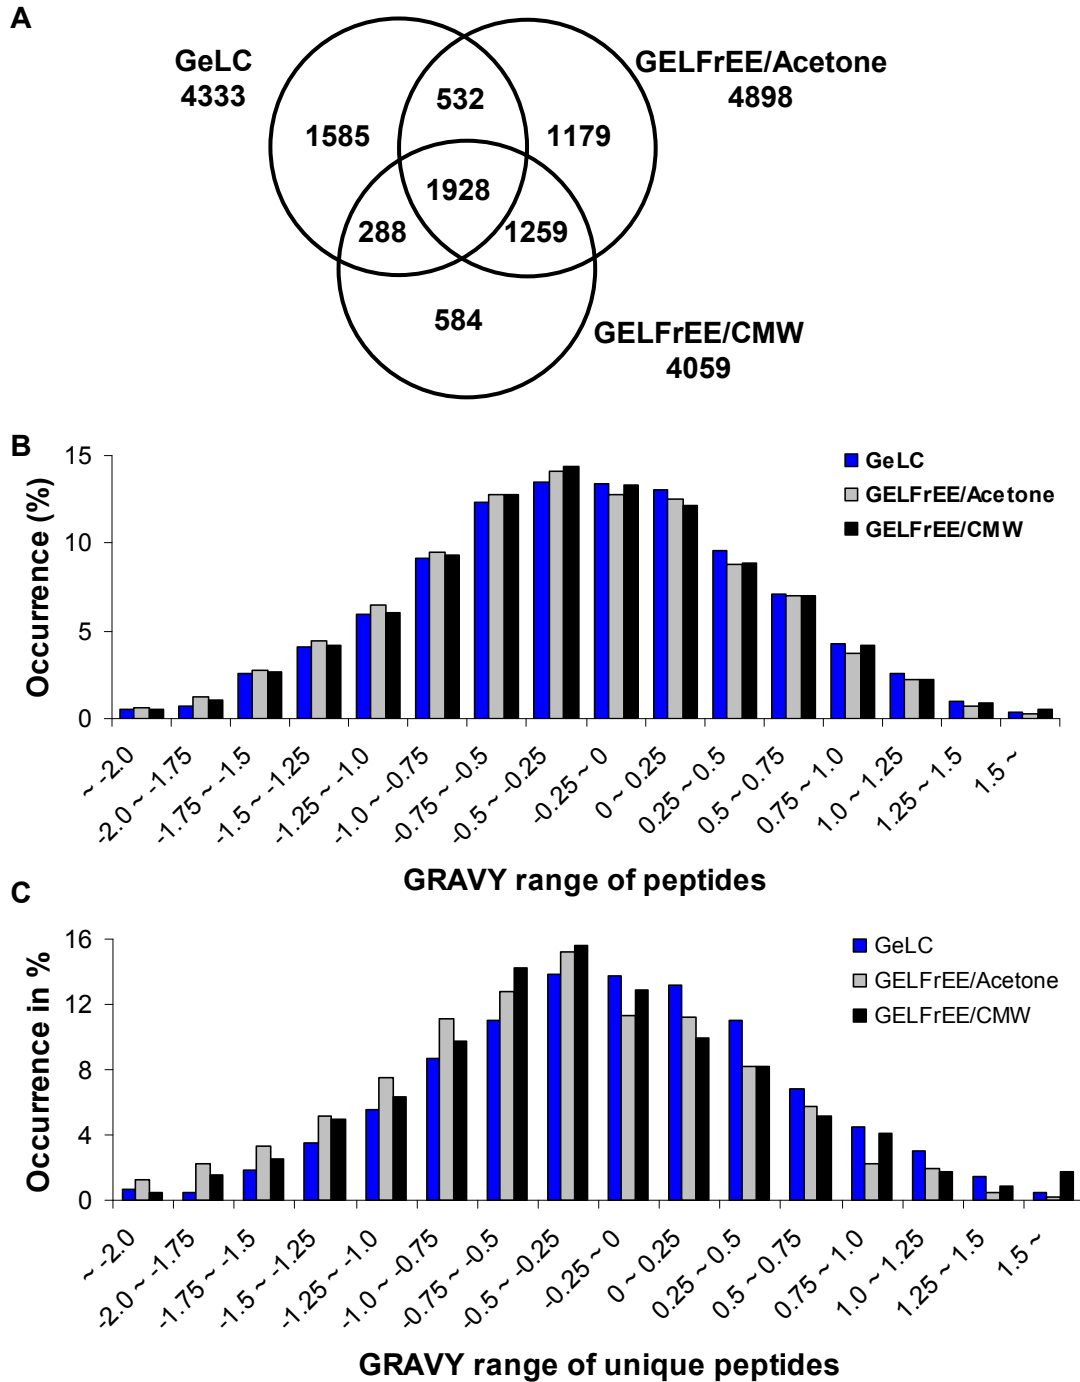 A
GeLC
4333
GELFrEE/Acetone
4898
532
1585
1179
1928
288
1259
584
GELFrEE/CMW
4059
B
Occurrence (%)
15
10
5
0
GeLC
GELFrEE/Acetone
GELFrEE/CMW
~ -2.0
-2.0 ~ -1.75
-1.75 ~ -1.5
-1.5 ~ -1.25
-1.25 ~ -1.0
-1.0 ~ -0.75
-0.75 ~ -0.5
-0.5 ~ -0.25
-0.25 ~ 0
0 ~ 0.25
0.25 ~ 0.5
0.5 ~ 0.75
0.75 ~ 1.0
1.0 ~ 1.25
1.25 ~ 1.5
1.5 ~
GRAVY range of peptides
C
Occurrence in %
16
12
8
4
0
GeLC
GELFrEE/Acetone
GELFrEE/CMW
~ -2.0
-2.0 ~ -1.75
-1.75 ~ -1.5
-1.5 ~ -1.25
-1.25 ~ -1.0
-1.0 ~ -0.75
-0.75 ~ -0.5
-0.5 ~ -0.25
-0.25 ~ 0
0 ~ 0.25
0.25 ~ 0.5
0.5 ~ 0.75
0.75 ~ 1.0
1.0 ~ 1.25
1.25 ~ 1.5
1.5 ~
GRAVY range of unique peptides